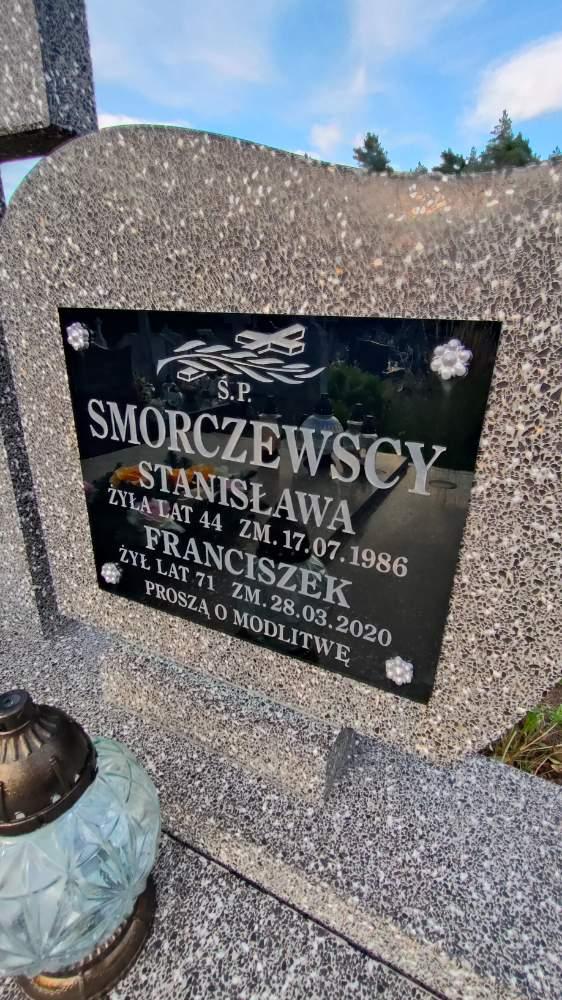 Ś.P.
SMORCZEWSCY
STANISŁAWA
ŻYŁA LAT 44 ZM. 17.07.1986
FRANCISZEK
ŻYŁ LAT 71 ZM. 28.03.2020
PROSZĄ O MODLITWĘ